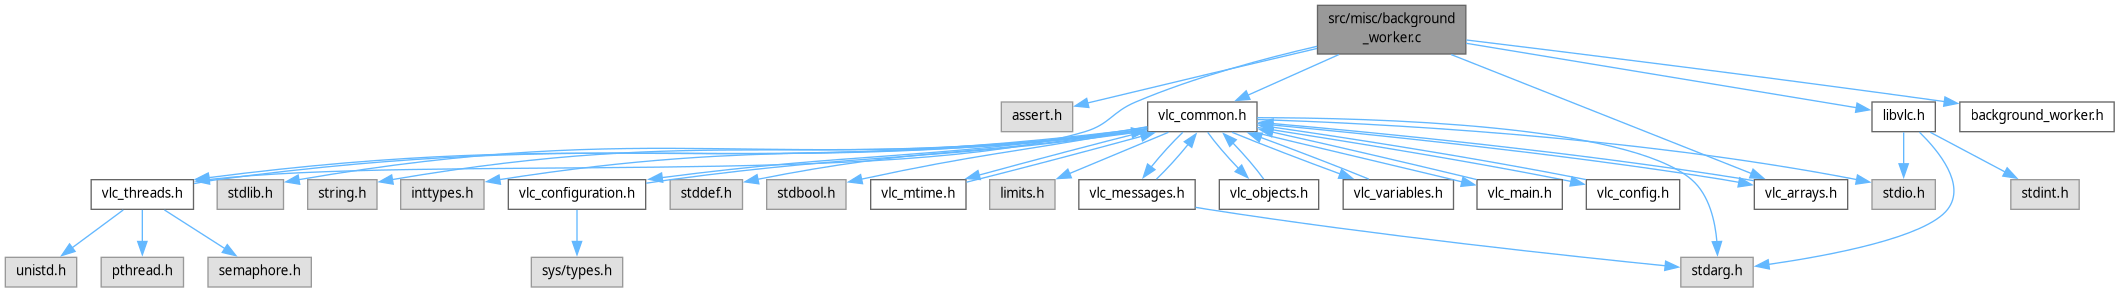 src/misc/background
_worker.c
assert.h
vlc_common.h
libvlc.h
background_worker.h
vlc_threads.h
stdlib.h
string.h
inttypes.h
vlc_configuration.h
stddef.h
stdbool.h
vlc_mtime.h
limits.h
vlc_messages.h
vlc_objects.h
vlc_variables.h
vlc_main.h
vlc_config.h
vlc_arrays.h
stdio.h
stdint.h
unistd.h
pthread.h
semaphore.h
sys/types.h
stdarg.h